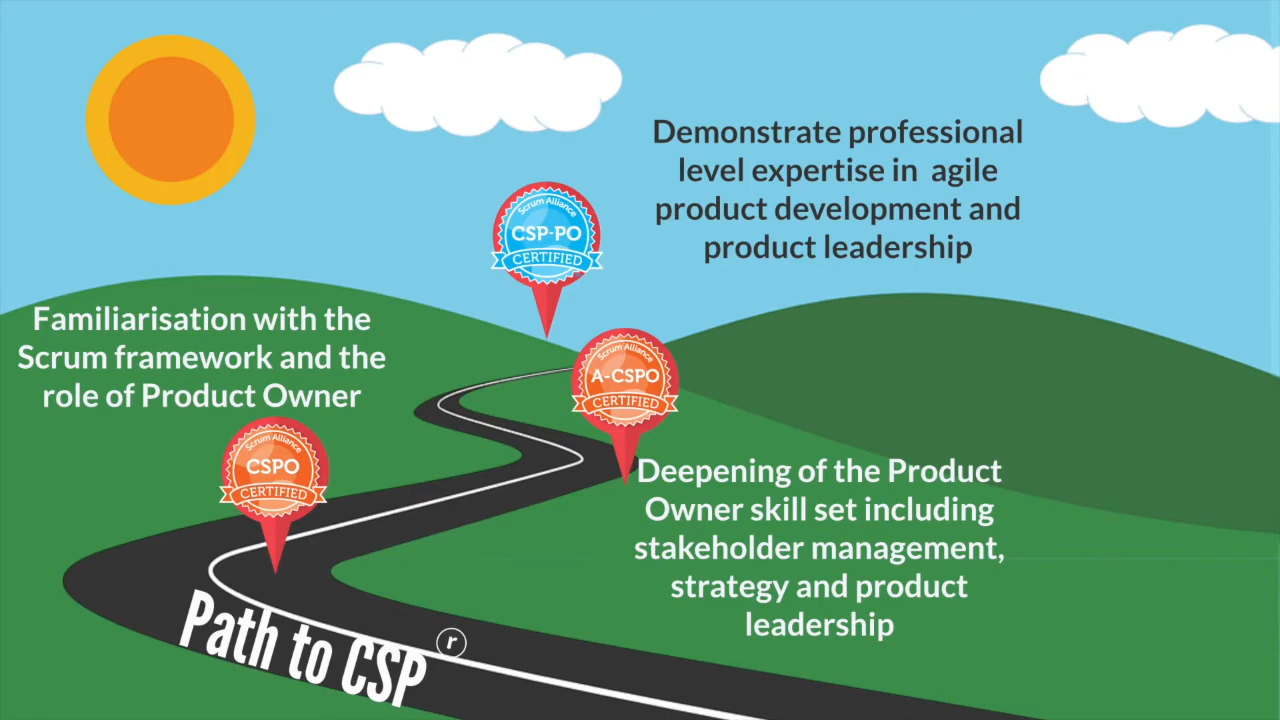 Demonstrate professional
level expertise in agile
product development and
product leadership
Scrum Alliance
CSP-PO
CERTIFIED
Familiarisation with the
Scrum framework and the
role of Product Owner
Scrum Alliance
A-CSPO
CERTIFIED
Scrum Alliance
CSPO
CERTIFIED
Deepening of the Product
Owner skill set including
stakeholder management,
strategy and product
leadership
Path to CSP r